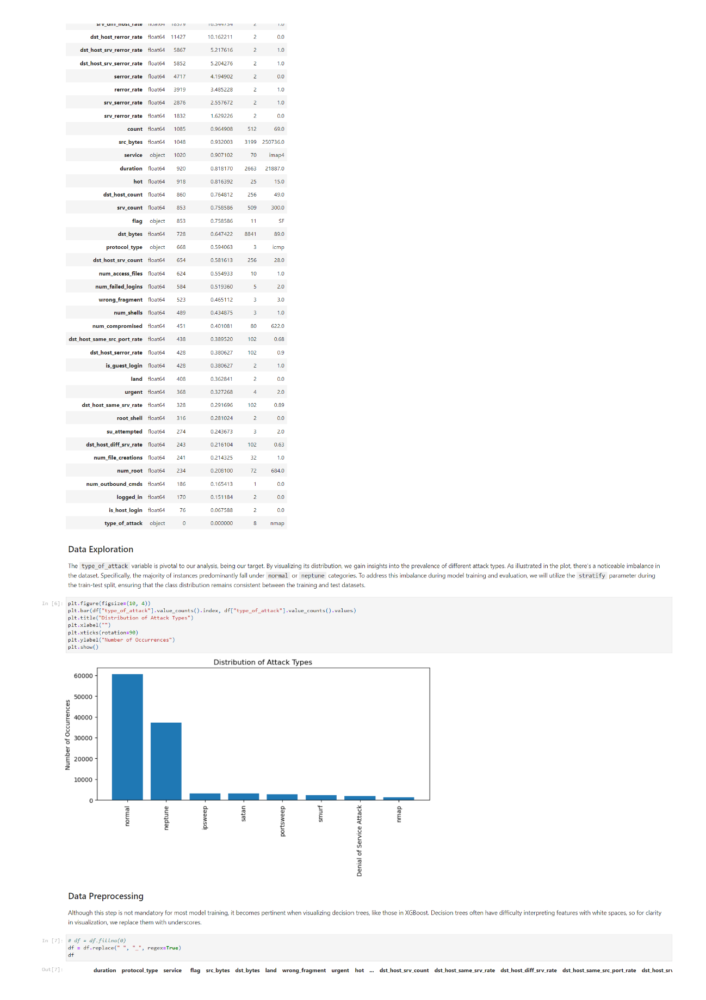 srv_diff_host_rate float64 18379 16.344734 2 1.0
dst_host_rerror_rate float64 11427 10.162211 2 0.0
dst_host_srv_rerror_rate float64 5867 5.217616 2 1.0
dst_host_srv_serror_rate float64 5852 5.204276 2 1.0
serror_rate float64 4717 4.194902 2 0.0
rerror_rate float64 3919 3.485228 2 1.0
srv_serror_rate float64 2876 2.557672 2 1.0
srv_rerror_rate float64 1832 1.629226 2 0.0
count float64 1085 0.964908 512 69.0
src_bytes float64 1048 0.932003 3199 250736.0
service object 1020 0.907102 70 imap4
duration float64 920 0.818170 2663 21887.0
hot float64 918 0.816392 25 15.0
dst_host_count float64 860 0.764812 256 49.0
srv_count float64 853 0.758586 509 300.0
flag object 853 0.758586 11 SF
dst_bytes float64 728 0.647422 8841 89.0
protocol_type object 668 0.594063 3 icmp
dst_host_srv_count float64 654 0.581613 256 28.0
num_access_files float64 624 0.554933 10 1.0
num_failed_logins float64 584 0.519360 5 2.0
wrong_fragment float64 523 0.465112 3 3.0
num_shells float64 489 0.434875 3 1.0
num_compromised float64 451 0.401081 80 622.0
dst_host_same_src_port_rate float64 438 0.389520 102 0.68
dst_host_serror_rate float64 428 0.380627 102 0.9
is_guest_login float64 428 0.380627 2 1.0
land float64 408 0.362841 2 0.0
urgent float64 368 0.327268 4 2.0
dst_host_same_srv_rate float64 328 0.291696 102 0.89
root_shell float64 316 0.281024 2 0.0
su_attempted float64 274 0.243673 3 2.0
dst_host_diff_srv_rate float64 243 0.216104 102 0.63
num_file_creations float64 241 0.214325 32 1.0
num_root float64 234 0.208100 72 684.0
num_outbound_cmds float64 186 0.165413 1 0.0
logged_in float64 170 0.151184 2 0.0
is_host_login float64 76 0.067588 2 0.0
type_of_attack object 0 0.000000 8 nmap
Data Exploration
The type_of_attack variable is pivotal to our analysis, being our target. By visualizing its distribution, we gain insights into the prevalence of different attack types. As illustrated in the plot, there's a noticeable imbalance in
the dataset. Specifically, the majority of instances predominantly fall under normal or neptune categories. To address this imbalance during model training and evaluation, we will utilize the stratify parameter during
the train-test split, ensuring that the class distribution remains consistent between the training and test datasets.
In [6]: plt.figure(figsize=(10, 4))
plt.bar(df["type_of_attack"].value_counts().index, df["type_of_attack"].value_counts().values)
plt.title("Distribution of Attack Types")
plt.xlabel("")
plt.xticks(rotation=90)
plt.ylabel("Number of Occurrences")
plt.show()
Distribution of Attack Types
Number of Occurrences
60000
50000
40000
30000
20000
10000
0
normal
neptune
ipsweep
satan
portsweep
smurf
Denial of Service Attack
nmap
Data Preprocessing
Although this step is not mandatory for most model training, it becomes pertinent when visualizing decision trees, like those in XGBoost. Decision trees often have difficulty interpreting features with white spaces, so for clarity
in visualization, we replace them with underscores.
In [7]: # df = df.fillna(0)
df = df.replace(" ", "_", regex=True)
df
Out[7]: duration protocol_type service flag src_bytes dst_bytes land wrong_fragment urgent hot ... dst_host_srv_count dst_host_same_srv_rate dst_host_diff_srv_rate dst_host_same_src_port_rate dst_host_srv